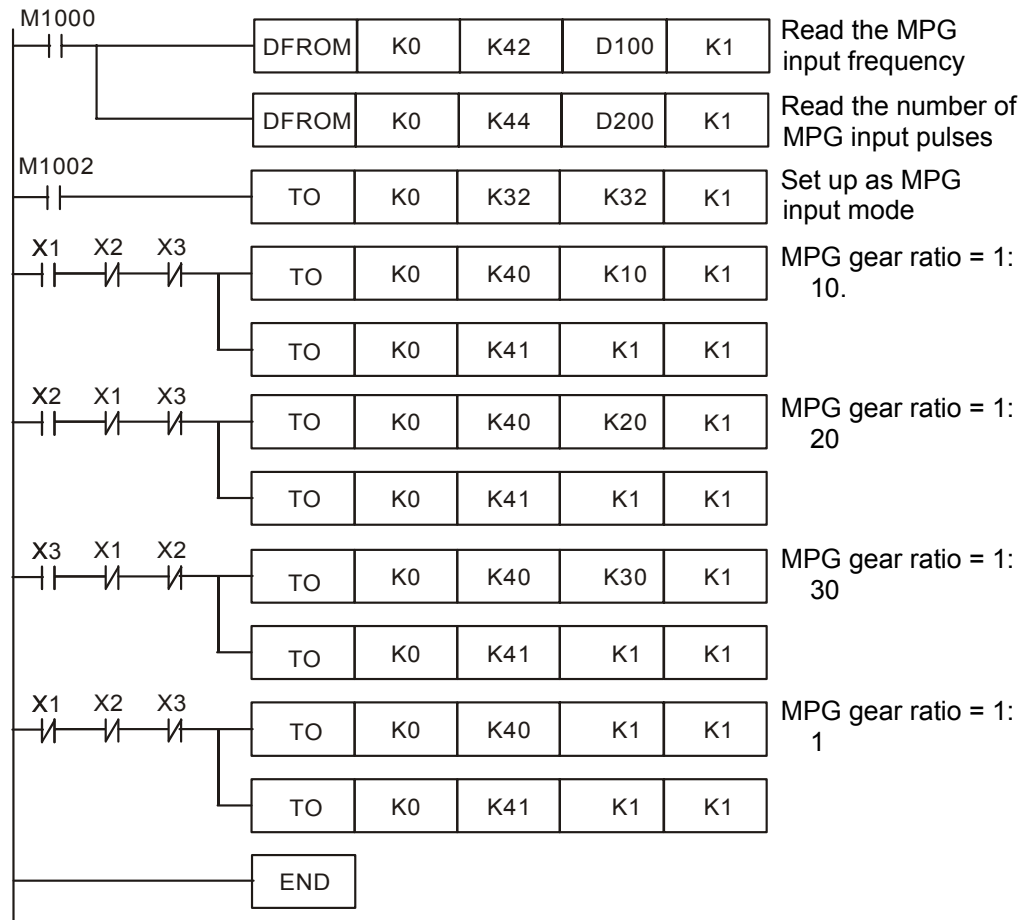 M1000
DFROM K0 K42 D100 K1 Read the MPG
input frequency
DFROM K0 K44 D200 K1 Read the number of
MPG input pulses
M1002
TO K0 K32 K32 K1 Set up as MPG
input mode
X1 X2 X3
TO K0 K40 K10 K1 MPG gear ratio = 1:
10.
TO K0 K41 K1 K1
X2 X1 X3
TO K0 K40 K20 K1 MPG gear ratio = 1:
20
TO K0 K41 K1 K1
X3 X1 X2
TO K0 K40 K30 K1 MPG gear ratio = 1:
30
TO K0 K41 K1 K1
X1 X2 X3
TO K0 K40 K1 K1 MPG gear ratio = 1:
1
TO K0 K41 K1 K1
END